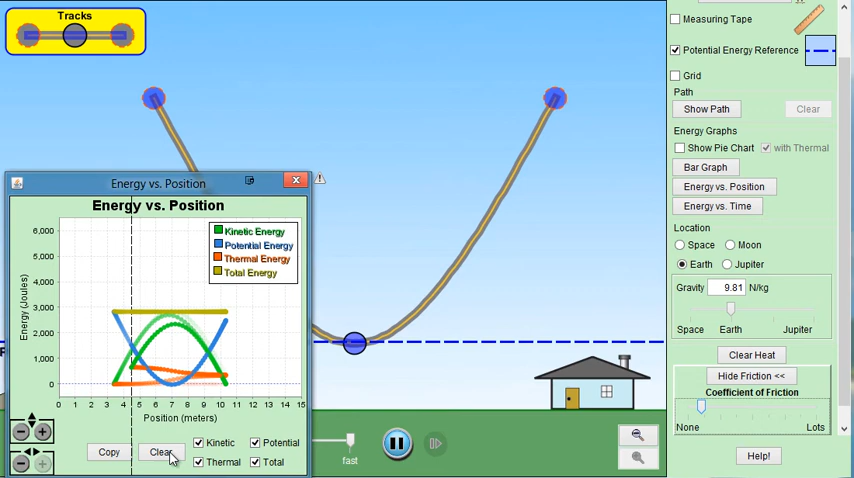 Tracks
Measuring Tape
Potential Energy Reference
Grid
Path
Show Path
Clear
Energy Graphs
Show Pie Chart
with Thermal
Bar Graph
Energy vs. Position
Energy vs. Time
Location
Space
Moon
Earth
Jupiter
Gravity
9.81
N/kg
Space
Earth
Jupiter
Clear Heat
Hide Friction <<
Coefficient of Friction
None
Lots
Help!
Energy vs. Position
Energy vs. Position
Kinetic Energy
Potential Energy
Thermal Energy
Total Energy
Energy (Joules)
6,000
5,000
4,000
3,000
2,000
1,000
0
0 1 2 3 4 5 6 7 8 9 10 11 12 13 14 15
Position (meters)
Copy
Clear
Kinetic
Potential
Thermal
Total
fast